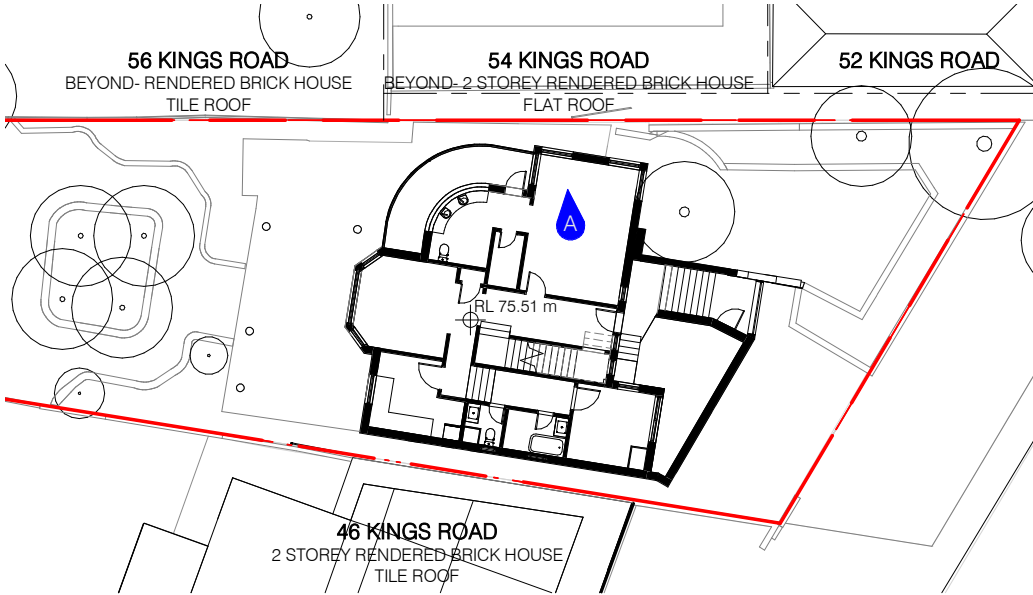 56 KINGS ROAD
BEYOND- RENDERED BRICK HOUSE
TILE ROOF
54 KINGS ROAD
BEYOND- 2 STOREY RENDERED BRICK HOUSE
FLAT ROOF
52 KINGS ROAD
A
RL 75.51 m
46 KINGS ROAD
2 STOREY RENDERED BRICK HOUSE
TILE ROOF